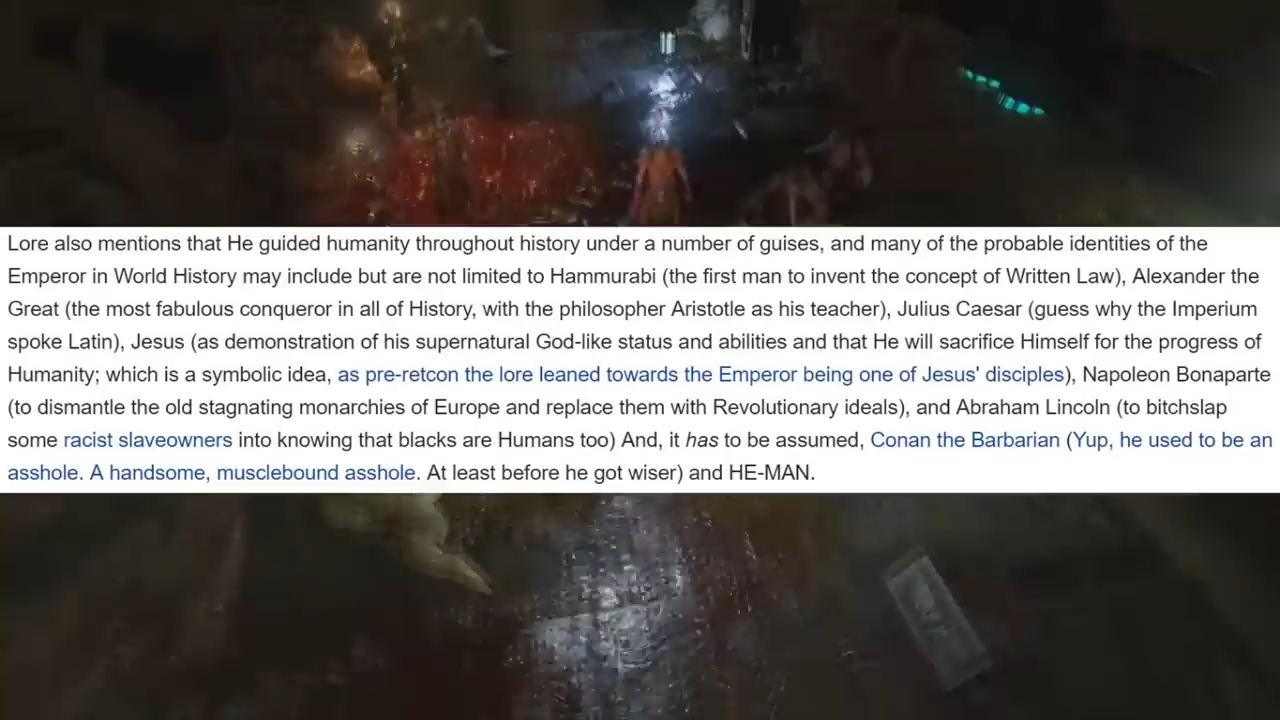 Lore also mentions that He guided humanity throughout history under a number of guises, and many of the probable identities of the
Emperor in World History may include but are not limited to Hammurabi (the first man to invent the concept of Written Law), Alexander the
Great (the most fabulous conqueror in all of History, with the philosopher Aristotle as his teacher), Julius Caesar (guess why the Imperium
spoke Latin), Jesus (as demonstration of his supernatural God-like status and abilities and that He will sacrifice Himself for the progress of
Humanity; which is a symbolic idea, as pre-retcon the lore leaned towards the Emperor being one of Jesus' disciples), Napoleon Bonaparte
(to dismantle the old stagnating monarchies of Europe and replace them with Revolutionary ideals), and Abraham Lincoln (to bitchslap
some racist slaveowners into knowing that blacks are Humans too) And, it has to be assumed, Conan the Barbarian (Yup, he used to be an
asshole. A handsome, musclebound asshole. At least before he got wiser) and HE-MAN.